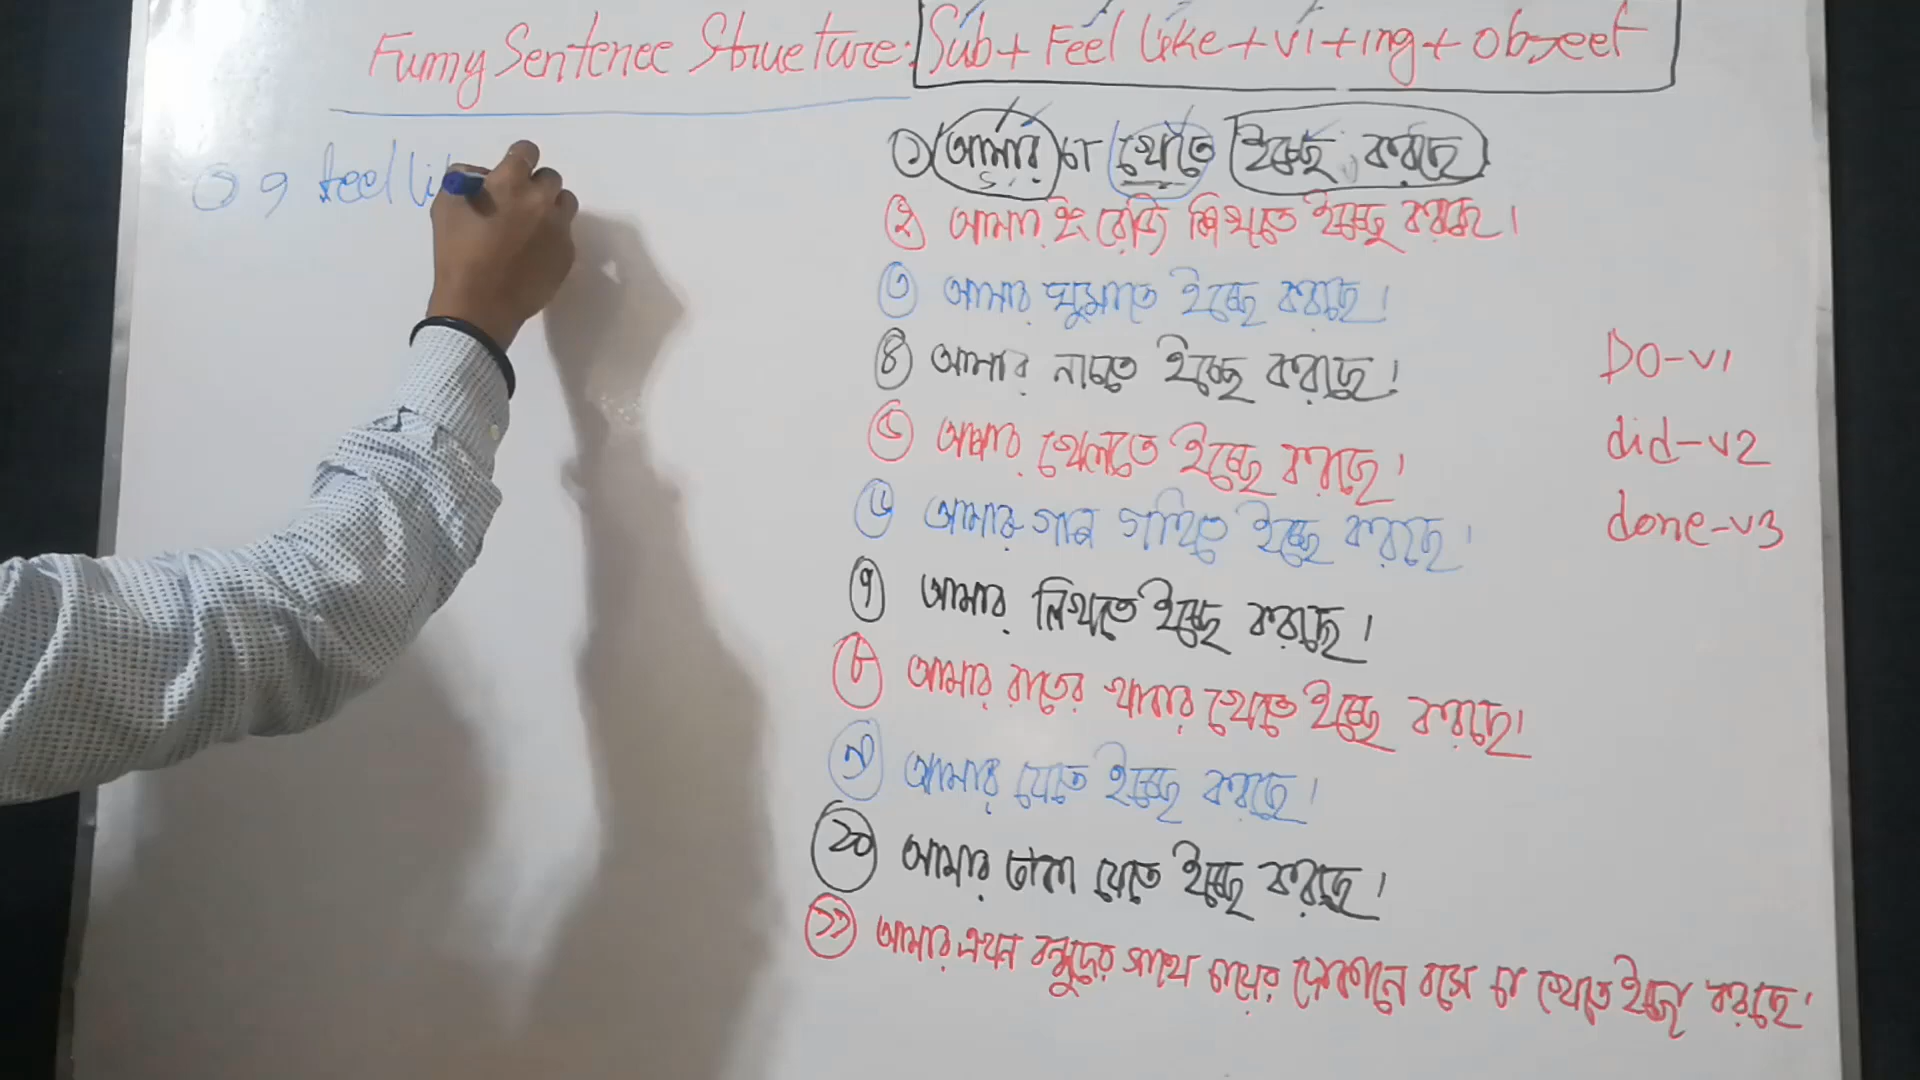 Funny Sentence Structure: Sub + Feel like + v1 + ing + object
① I feel li
① আমার চা খেতে ইচ্ছে করছে
② আমার ইংরেজি শিখতে ইচ্ছে করছে।
③ আমার ঘুমাতে ইচ্ছে করছে।
④ আমার নাচতে ইচ্ছে করছে।
⑤ আমার খেলতে ইচ্ছে করছে।
⑥ আমার গান গাইতে ইচ্ছে করছে।
⑦ আমার লিখতে ইচ্ছে করছে।
⑧ আমার রাতের খাবার খেতে ইচ্ছে করছে।
⑨ আমার যেতে ইচ্ছে করছে।
১০ আমার ঢাকা যেতে ইচ্ছে করছে।
১১ আমার এখন বন্ধুদের সাথে চায়ের দোকানে বসে চা খেতে ইচ্ছে করছে।
DO-v1
did-v2
done-v3